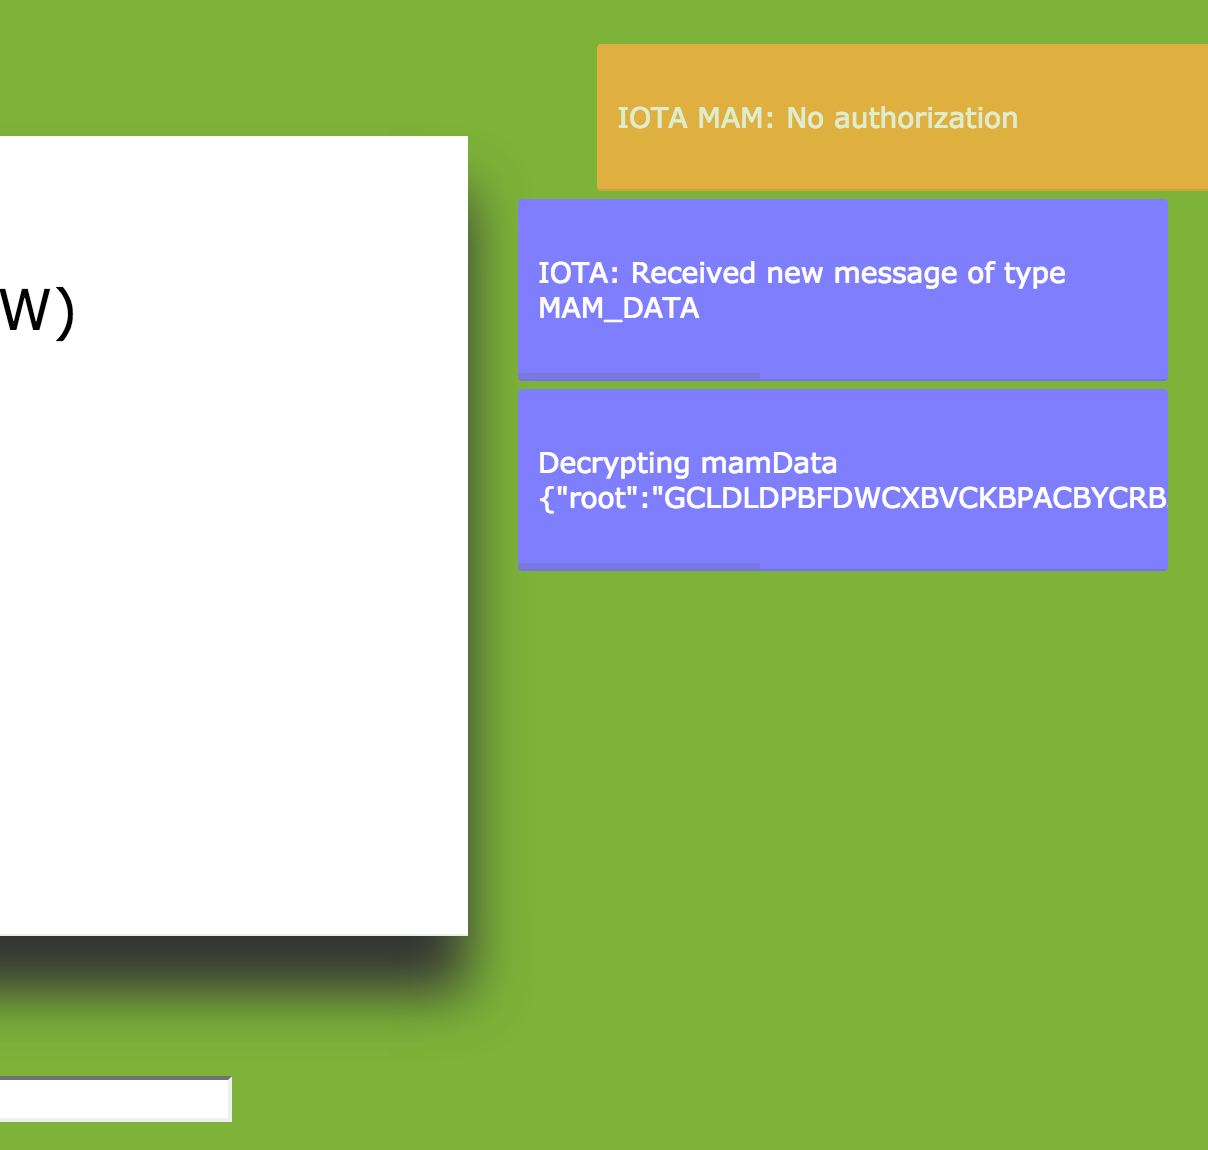 IOTA MAM: No authorization
W)
IOTA: Received new message of type
MAM_DATA
Decrypting mamData
{"root":"GCLDLDPBFDWCXBVCKBPACBYCRB